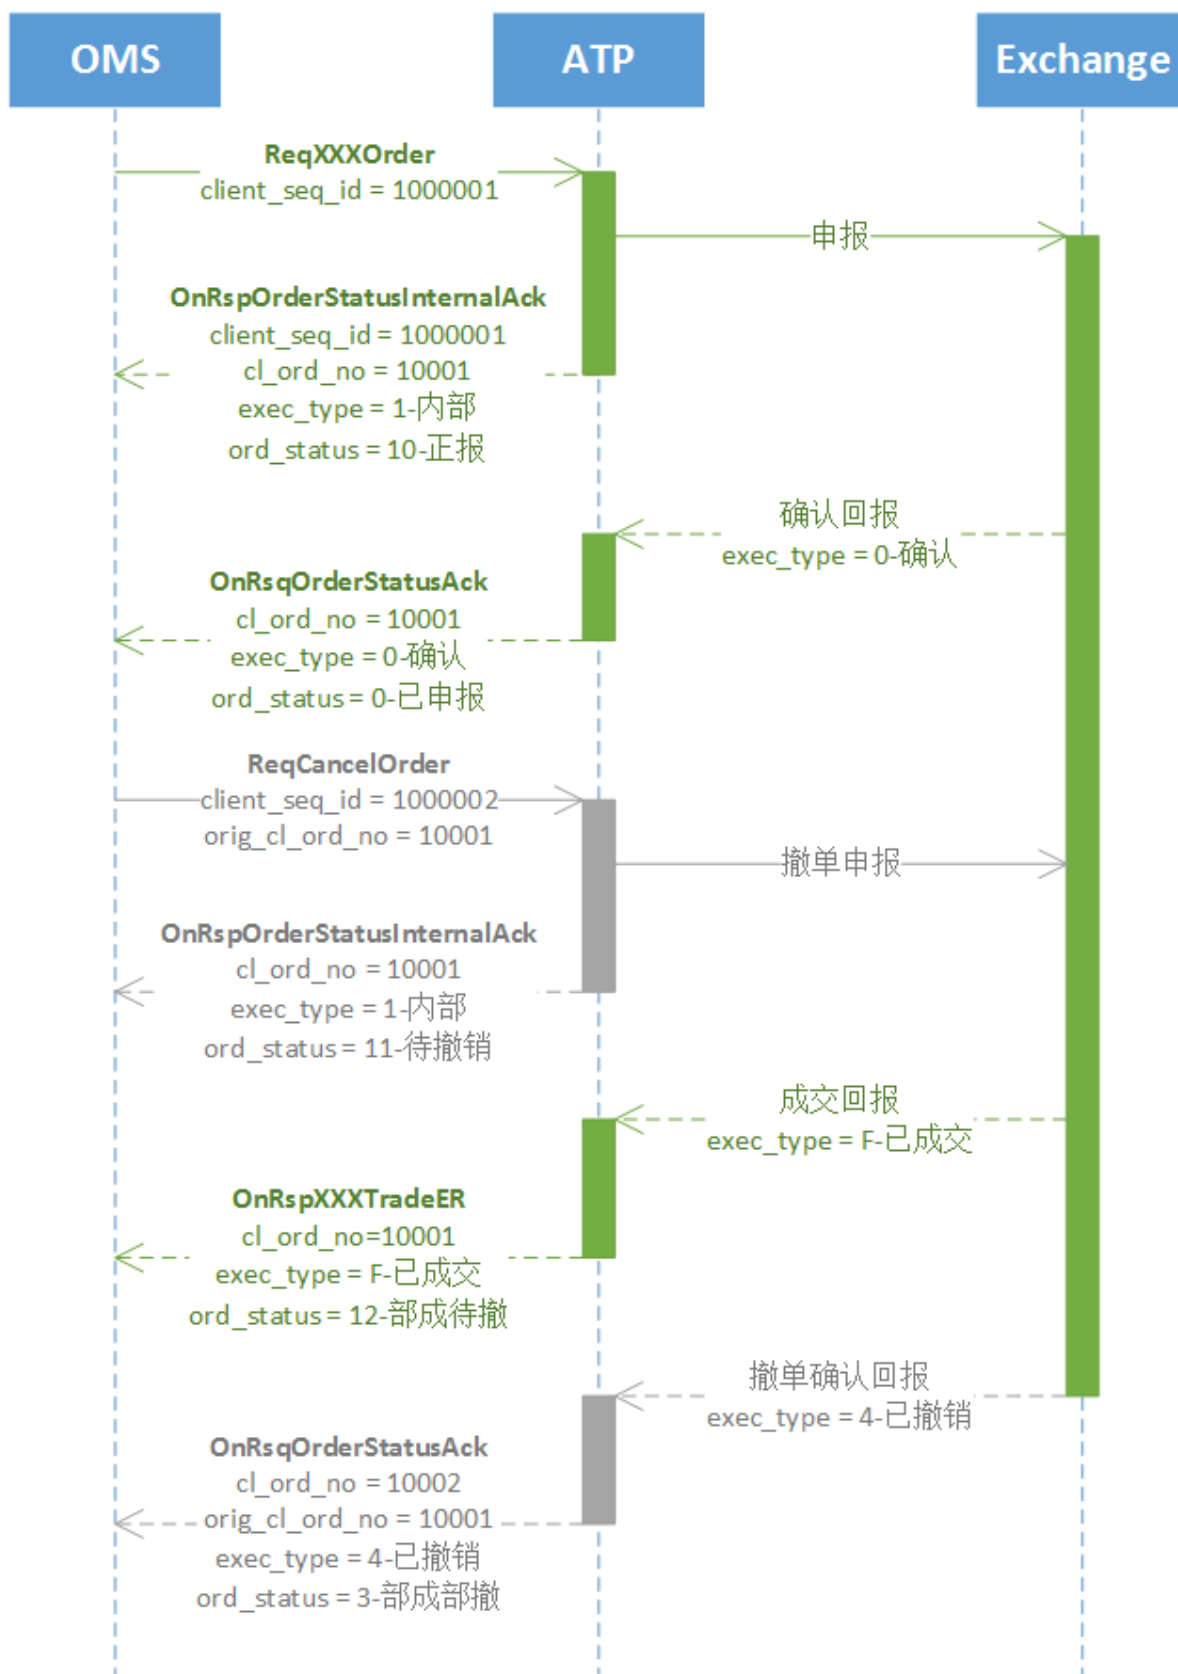 OMS
ATP
Exchange
ReqXXXOrder
client_seq_id = 1000001
申报
OnRspOrderStatusInternalAck
client_seq_id = 1000001
cl_ord_no = 10001
exec_type = 1-内部
ord_status = 10-正报
确认回报
exec_type = 0-确认
OnRsqOrderStatusAck
cl_ord_no = 10001
exec_type = 0-确认
ord_status = 0-已申报
ReqCancelOrder
client_seq_id = 1000002
orig_cl_ord_no = 10001
撤单申报
OnRspOrderStatusInternalAck
cl_ord_no = 10001
exec_type = 1-内部
ord_status = 11-待撤销
成交回报
exec_type = F-已成交
OnRspXXXTradeER
cl_ord_no=10001
exec_type = F-已成交
ord_status = 12-部成待撤
撤单确认回报
exec_type = 4-已撤销
OnRsqOrderStatusAck
cl_ord_no = 10002
orig_cl_ord_no = 10001
exec_type = 4-已撤销
ord_status = 3-部成部撤